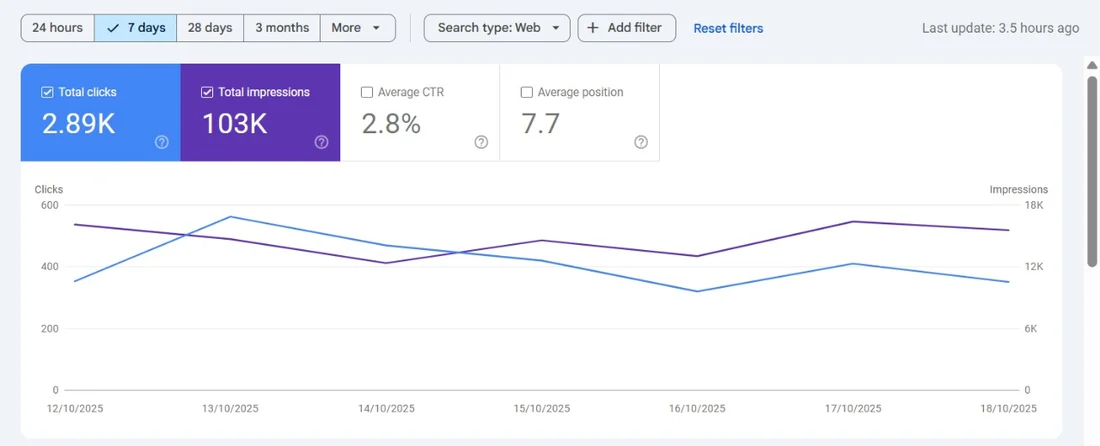 24 hours 7 days 28 days 3 months More Search type: Web Add filter Reset filters Last update: 3.5 hours ago
Total clicks Total impressions Average CTR Average position
2.89K 103K 2.8% 7.7
Clicks Impressions
600 18K
400 12K
200 6K
0 0
12/10/2025 13/10/2025 14/10/2025 15/10/2025 16/10/2025 17/10/2025 18/10/2025